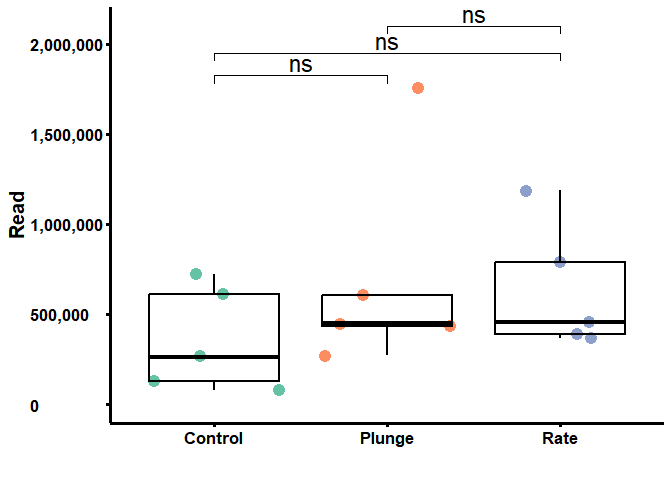 ns
2,000,000
ns
ns
1,500,000
1,000,000
Read
500,000
0
Control Plunge Rate